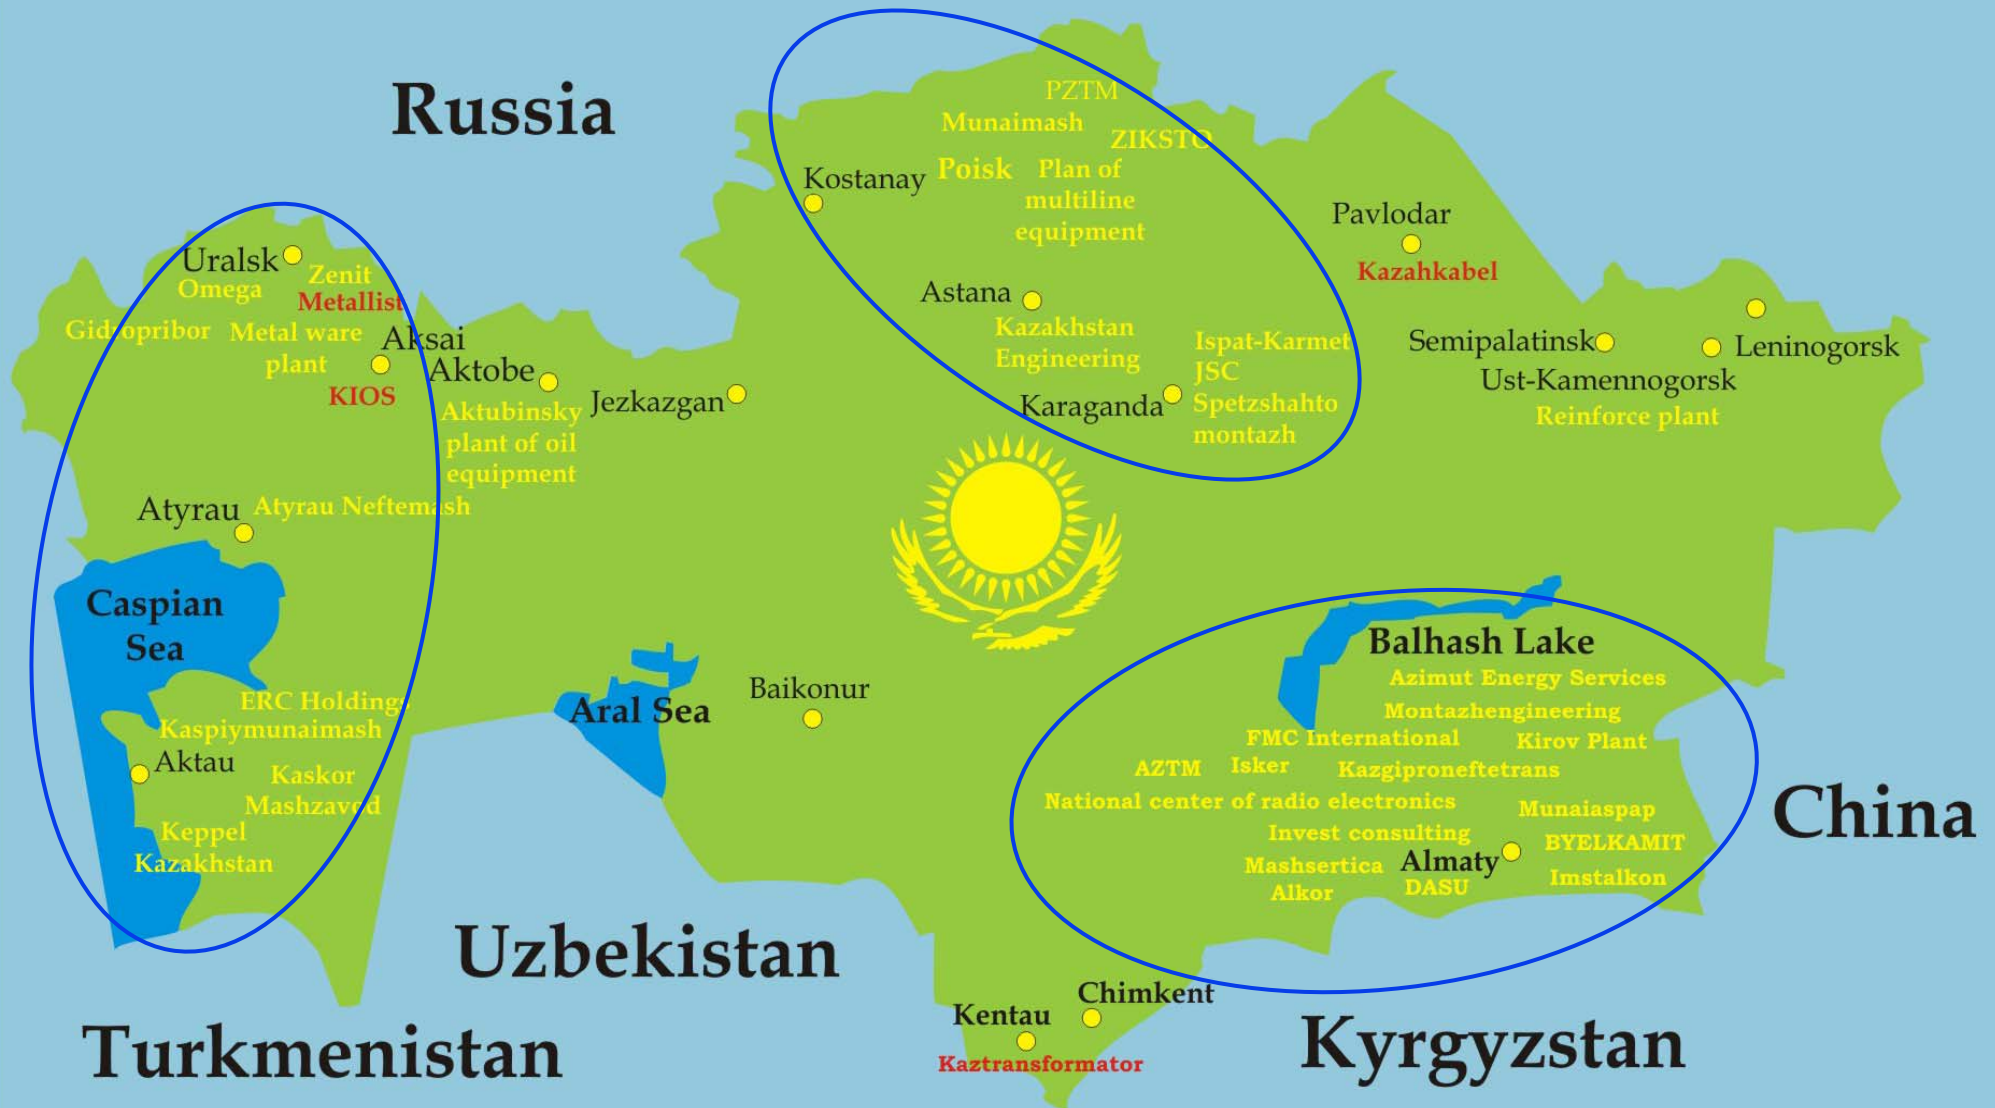 Russia
PZTM
Munaimash
ZIKSTO
Kostanay
Poisk
Plan of
multiline
equipment
Pavlodar
Kazahkabel
Uralsk
Zenit
Omega
Metallist
Gidropribor
Metal ware
plant
Aksai
KIOS
Aktobe
Aktubinsky
plant of oil
equipment
Jezkazgan
Astana
Kazakhstan
Engineering
Ispat-Karmet
JSC
Karaganda
Spetzshahto
montazh
Semipalatinsk
Leninogorsk
Ust-Kamennogorsk
Reinforce plant
Atyrau
Atyrau Neftemash
Caspian
Sea
ERC Holdings
Kaspiymunaimash
Aktau
Kaskor
Mashzavod
Keppel
Kazakhstan
Aral Sea
Baikonur
Balhash Lake
Azimut Energy Services
Montazhengineering
FMC International
Kirov Plant
AZTM
Isker
Kazgiproneftetrans
National center of radio electronics
Munaiaspap
Invest consulting
BYELKAMIT
Mashsertica
Almaty
Alkor
DASU
Imstalkon
China
Uzbekistan
Chimkent
Kentau
Kaztransformator
Turkmenistan
Kyrgyzstan